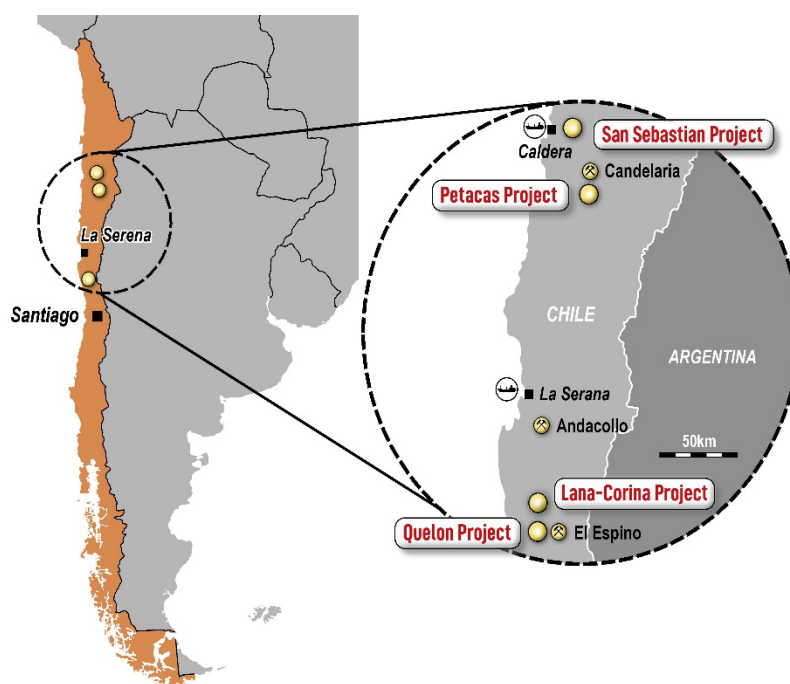 La Serena
Santiago
San Sebastian Project
Caldera
Candelaria
Petacas Project
CHILE
ARGENTINA
La Serana
Andacollo
50km
Lana-Corina Project
Quelon Project
El Espino